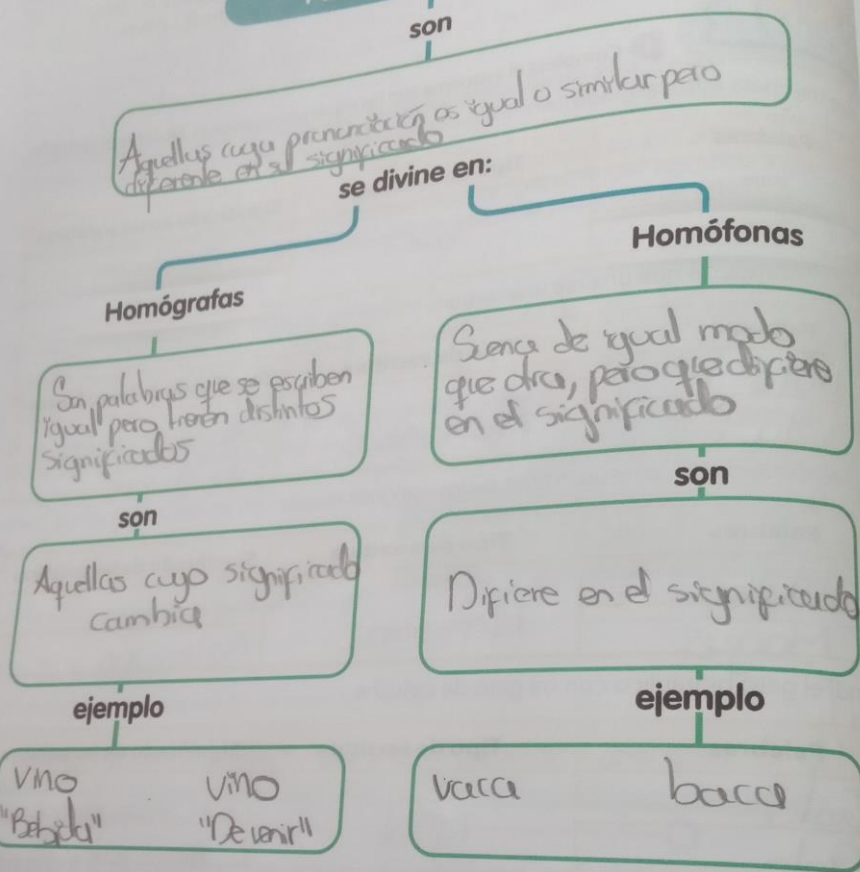 son
Aquellas cuya pronunciación es igual o similar pero
diferente en su significado
se divine en:
Homógrafas
Son palabras que se escriben
igual pero tienen distintos
significados
son
Aquellas cuyo significado
cambia
ejemplo
vino vino
"Bebida" "De venir"
Homófonas
Suena de igual modo
que otra, pero que difiere
en el significado
son
Difiere en el significado
ejemplo
vaca baca